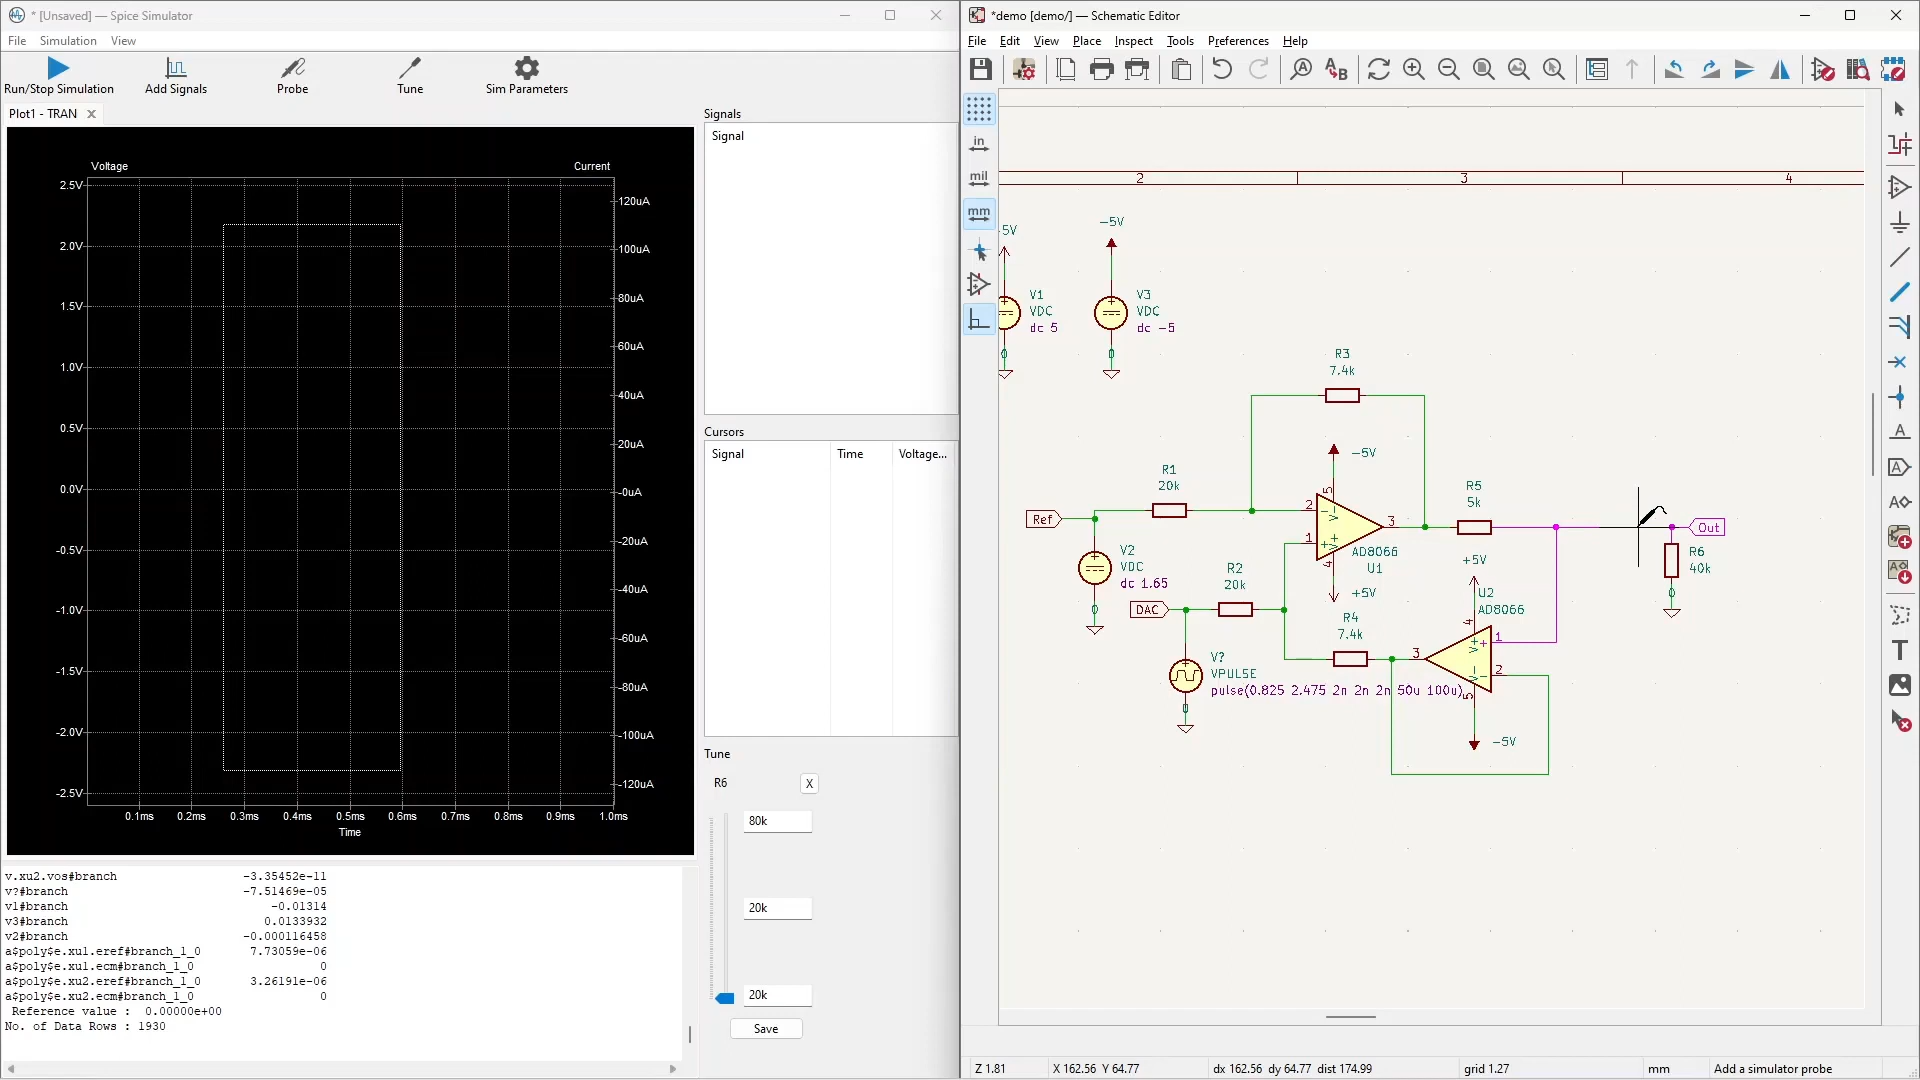 * [Unsaved] — Spice Simulator
File Simulation View
Run/Stop Simulation
Add Signals
Probe
Tune
Sim Parameters
Plot1 - TRAN
Voltage
Current
2.5V
2.0V
1.5V
1.0V
0.5V
0.0V
-0.5V
-1.0V
-1.5V
-2.0V
-2.5V
120uA
100uA
80uA
60uA
40uA
20uA
-0uA
-20uA
-40uA
-60uA
-80uA
-100uA
-120uA
0.1ms 0.2ms 0.3ms 0.4ms 0.5ms 0.6ms 0.7ms 0.8ms 0.9ms 1.0ms
Time
v.xu2.vos#branch -3.35452e-11
v?#branch -7.51469e-05
v1#branch -0.01314
v3#branch 0.0133932
v2#branch -0.000116458
a$poly$e.xu1.eref#branch_1_0 7.73059e-06
a$poly$e.xu1.ecm#branch_1_0 0
a$poly$e.xu2.eref#branch_1_0 3.26191e-06
a$poly$e.xu2.ecm#branch_1_0 0
Reference value : 0.00000e+00
No. of Data Rows : 1930
Signals
Signal
Cursors
Signal Time Voltage...
Tune
R6
X
80k
20k
20k
Save
*demo [demo/] — Schematic Editor
File Edit View Place Inspect Tools Preferences Help
in
mil
mm
2 3 4
5V
V1
VDC
dc 5
0
-5V
V3
VDC
dc -5
0
R3
7.4k
R1
20k
Ref
V2
VDC
dc 1.65
0
-5V
5
2
V-
3
1
V+
4
AD8066
U1
+5V
R2
20k
DAC
V?
VPULSE
pulse(0.825 2.475 2n 2n 2n 50u 100u)
0
R4
7.4k
R5
5k
+5V
U2
AD8066
4
3
V+
1
V-
2
5
-5V
Out
R6
40k
0
Z 1.81
X 162.56 Y 64.77
dx 162.56 dy 64.77 dist 174.99
grid 1.27
mm
Add a simulator probe